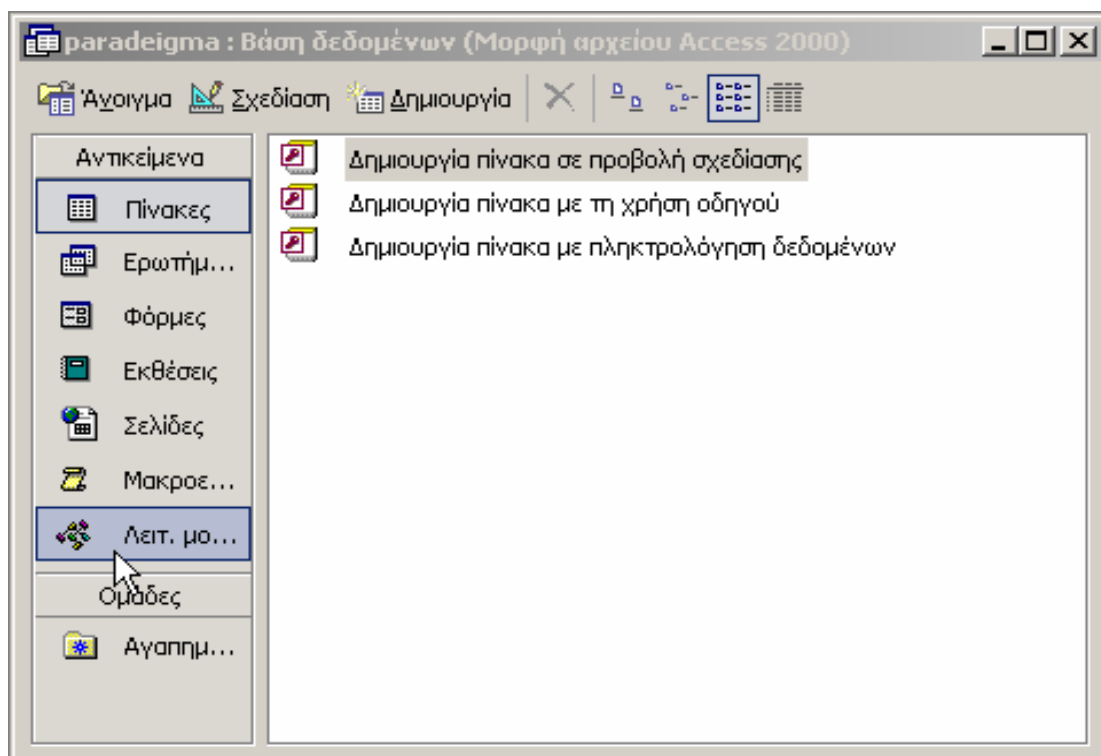 paradeigma : Βάση δεδομένων (Μορφή αρχείου Access 2000)
Άνοιγμα Σχεδίαση Δημιουργία
Αντικείμενα
Πίνακες
Ερωτήμ...
Φόρμες
Εκθέσεις
Σελίδες
Μακροε...
Λειτ. μο...
Ομάδες
Αγαπημ...
Δημιουργία πίνακα σε προβολή σχεδίασης
Δημιουργία πίνακα με τη χρήση οδηγού
Δημιουργία πίνακα με πληκτρολόγηση δεδομένων